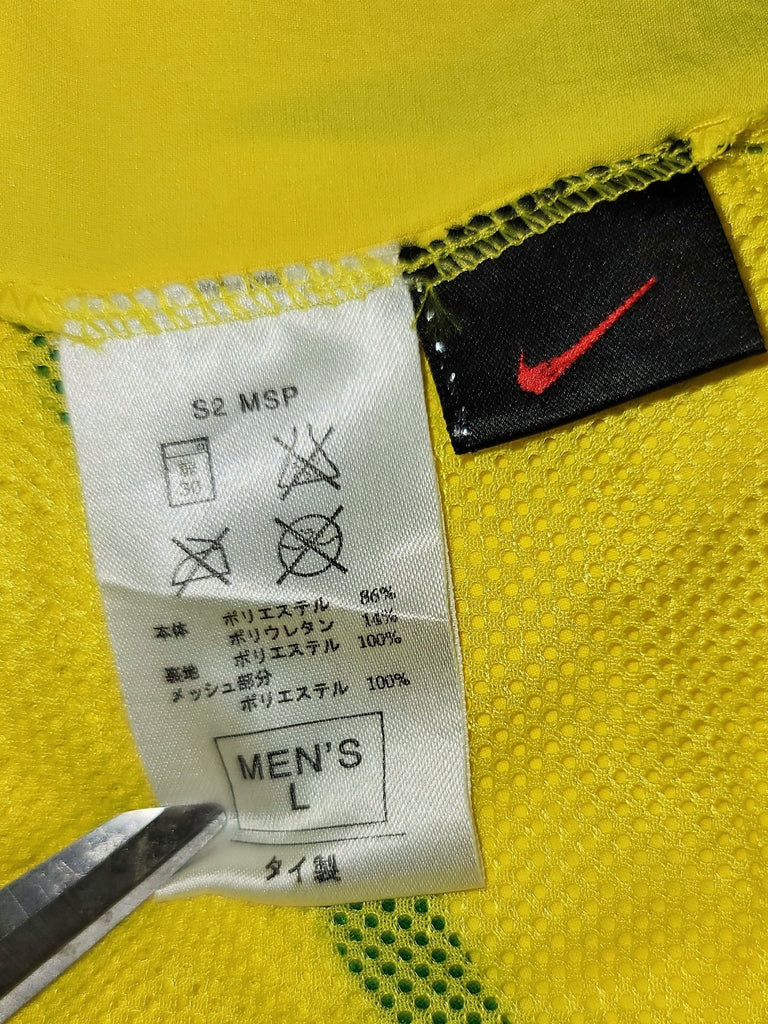 S2 MSP
30
本体 ポリエステル 86%
ポリウレタン 14%
裏地 ポリエステル 100%
メッシュ部分
ポリエステル 100%
MEN'S
L
タイ製